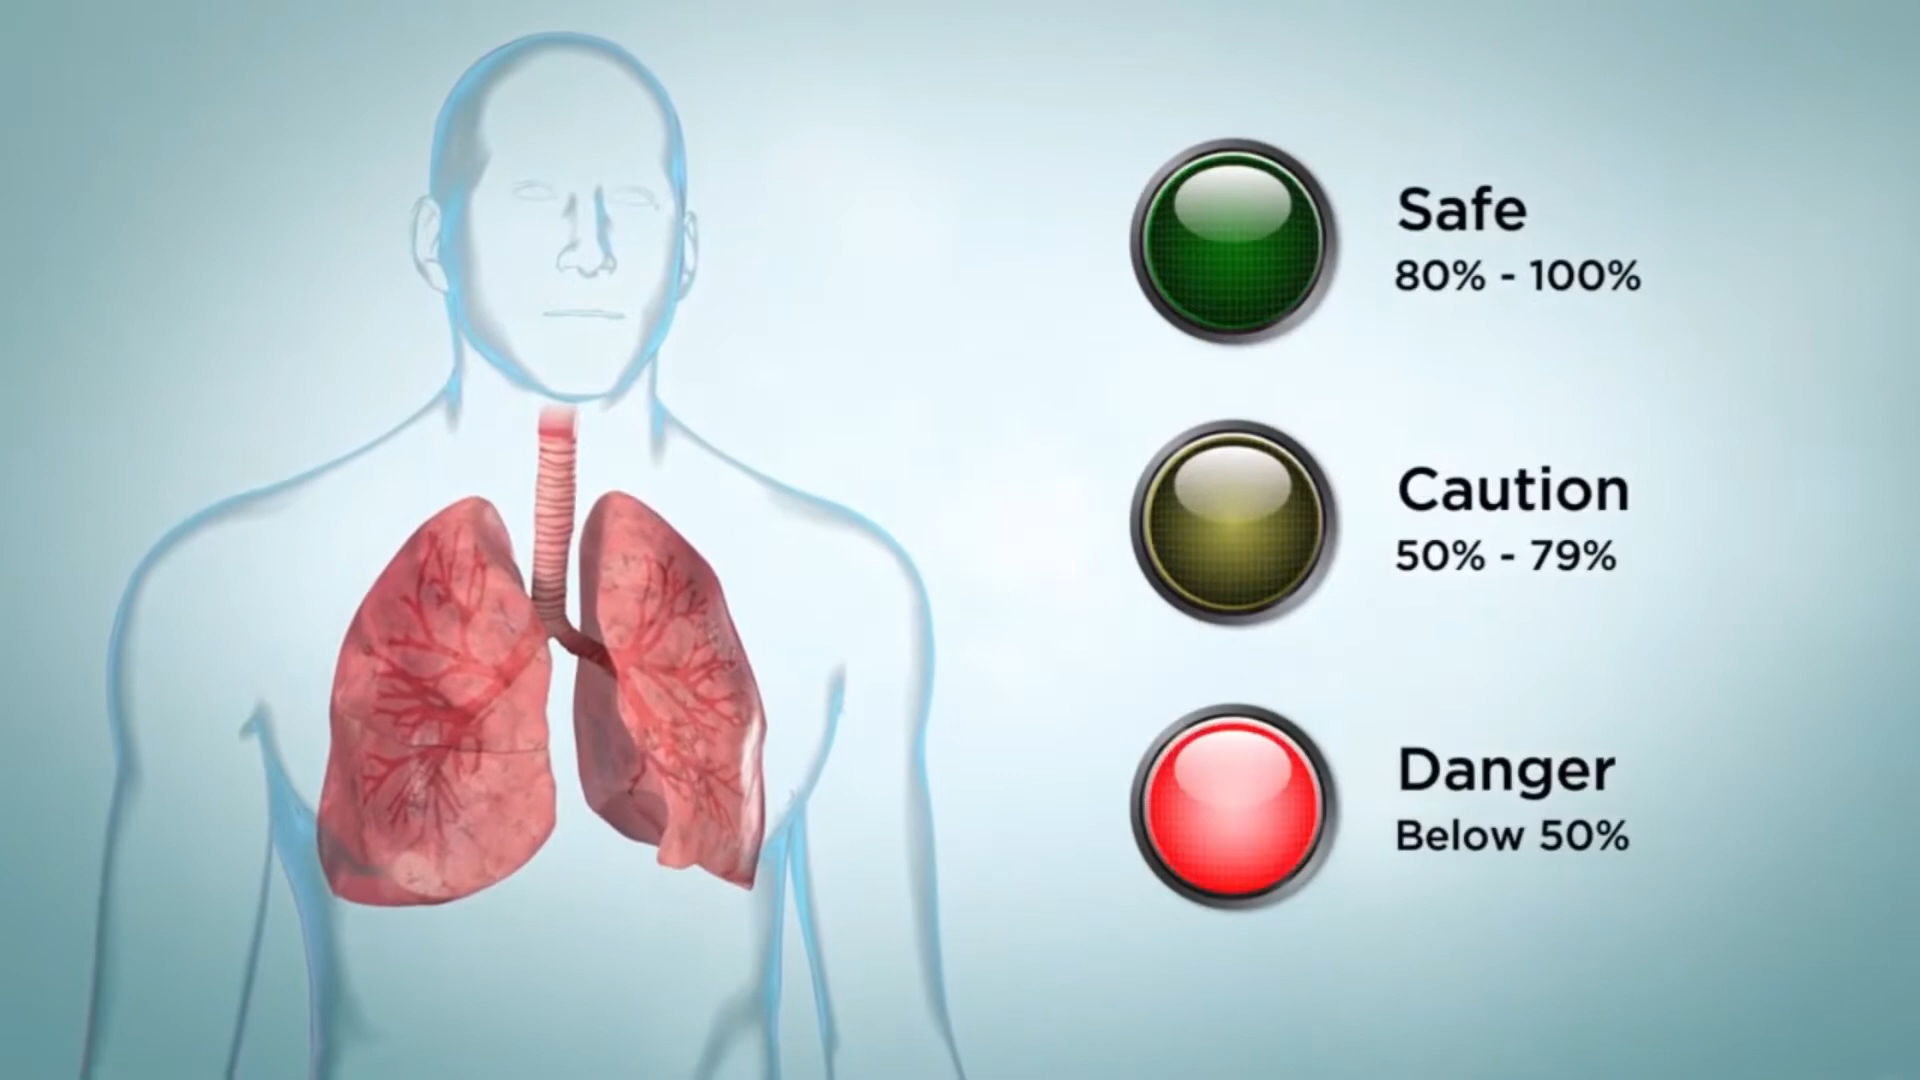 Safe
80% - 100%
Caution
50% - 79%
Danger
Below 50%